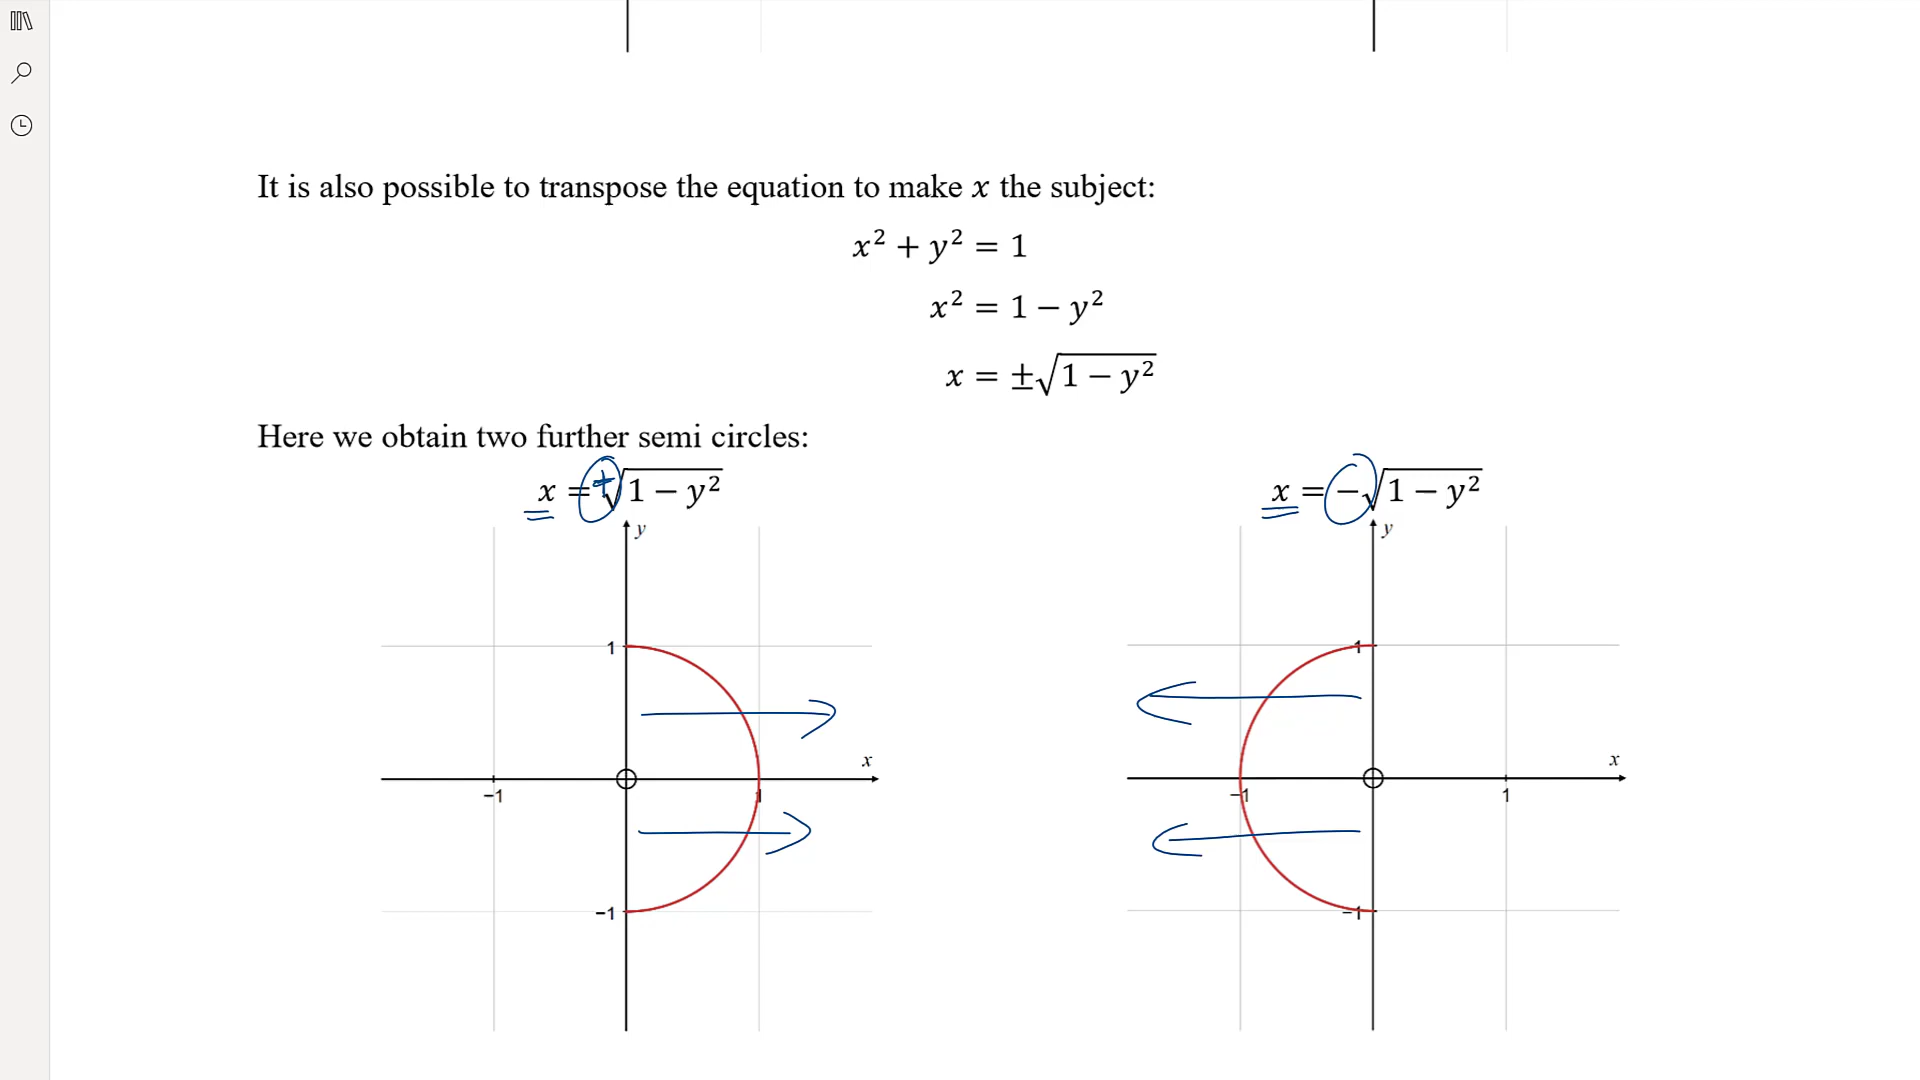 It is also possible to transpose the equation to make x the subject:
x² + y² = 1
x² = 1 − y²
x = ±√(1 − y²)
Here we obtain two further semi circles:
x = +√(1 − y²)
y
1
x
−1
1
−1
x = −√(1 − y²)
y
1
x
−1
1
−1